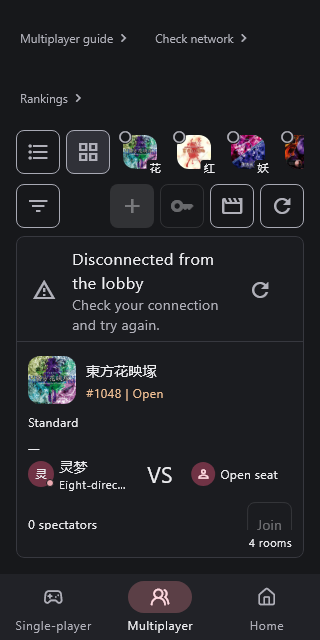 Multiplayer guide
Check network
Rankings
花
红
妖
Disconnected from
the lobby
Check your connection
and try again.
東方花映塚
#1048 | Open
Standard
—
灵
灵梦
Eight-direc...
VS
Open seat
0 spectators
Join
4 rooms
Single-player
Multiplayer
Home